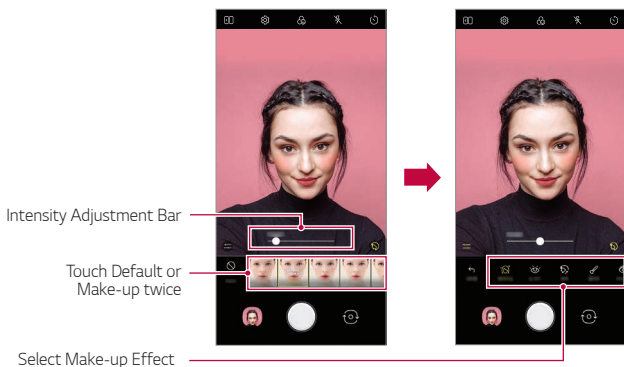 Intensity Adjustment Bar
Touch Default or
Make-up twice
Select Make-up Effect